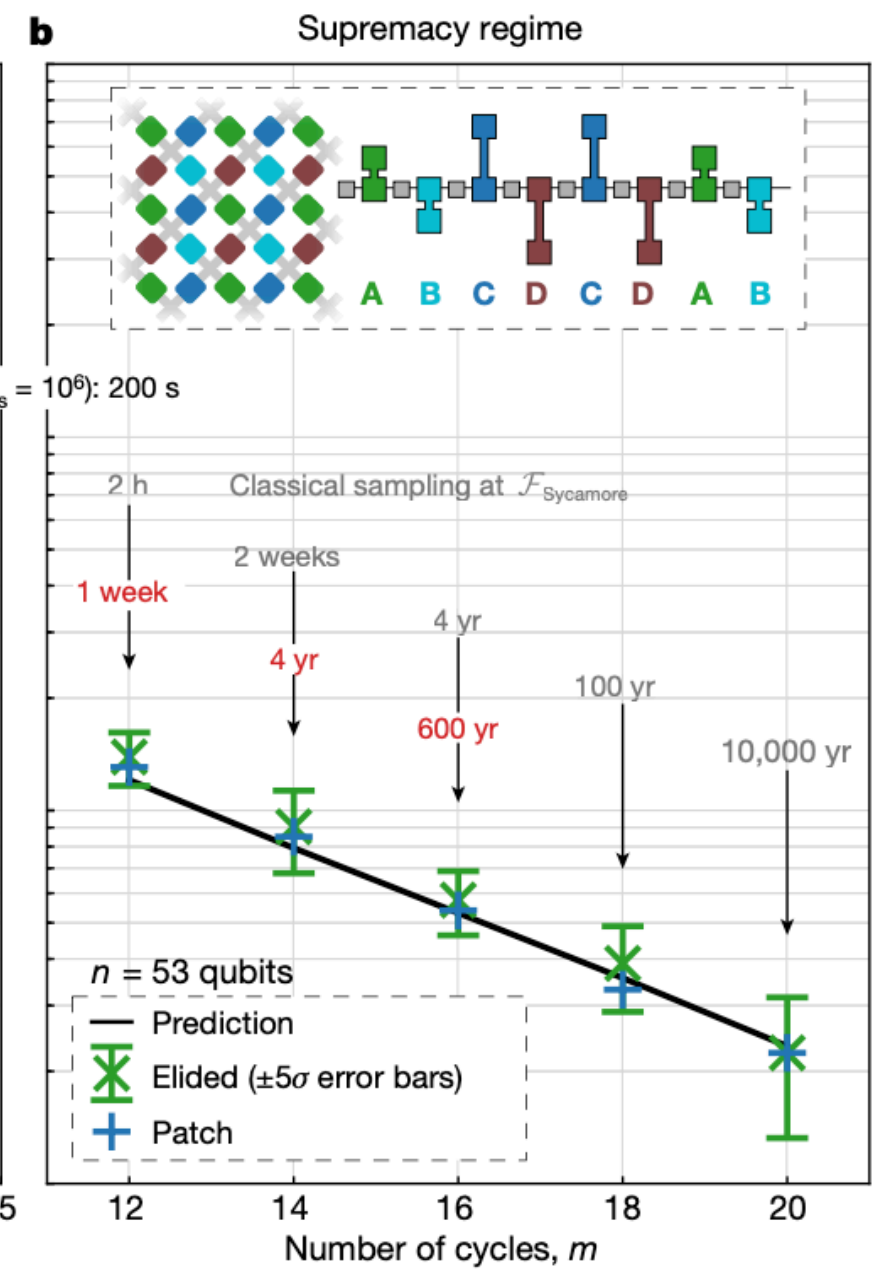 b Supremacy regime
A B C D C D A B
s = 10⁶): 200 s
2 h Classical sampling at ℱSycamore
2 weeks
1 week
4 yr
4 yr
100 yr
600 yr
10,000 yr
n = 53 qubits
Prediction
Elided (±5σ error bars)
Patch
5 12 14 16 18 20
Number of cycles, m